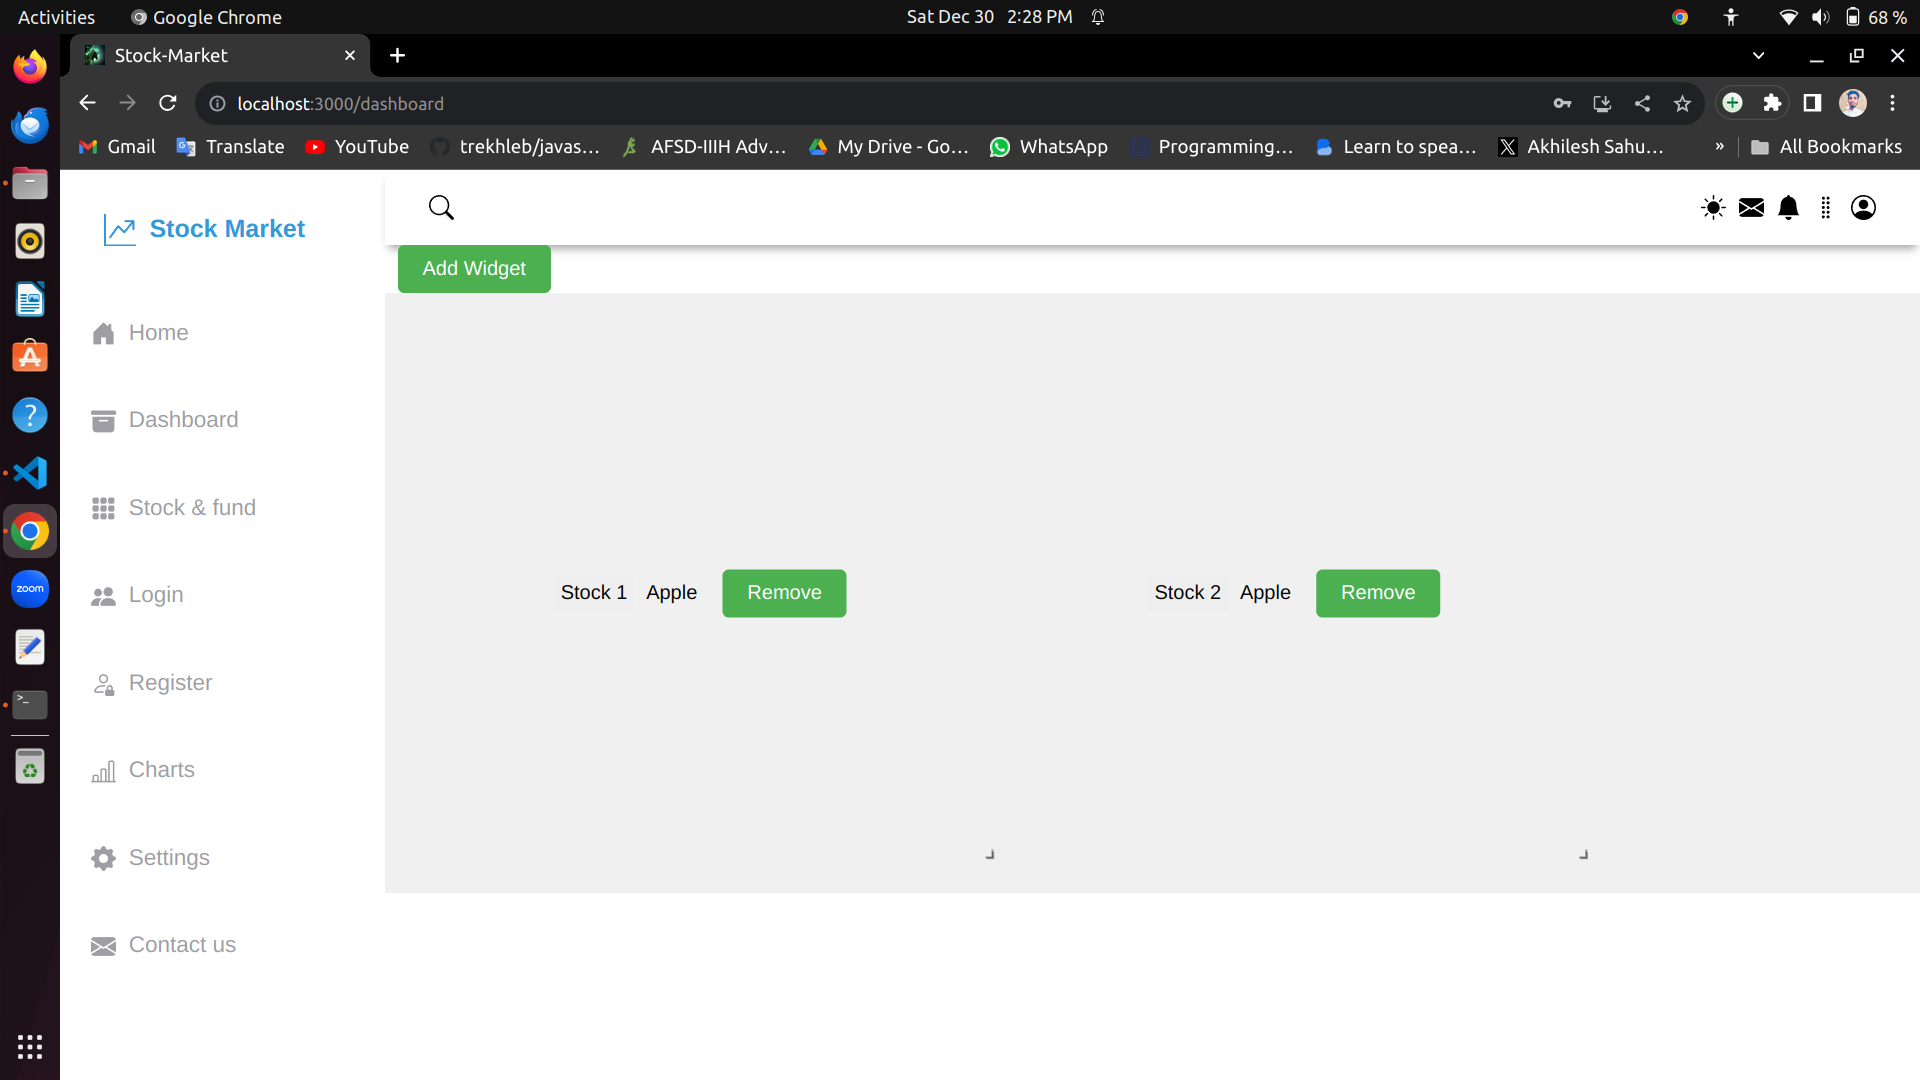 Activities Google Chrome Sat Dec 30 2:28 PM 68 %
Stock-Market
localhost:3000/dashboard
Gmail Translate YouTube trekhleb/javas... AFSD-IIIH Adv... My Drive - Go... WhatsApp Programming... Learn to spea... Akhilesh Sahu... » All Bookmarks
Stock Market
Add Widget
Home
Dashboard
Stock & fund
Login
Register
Charts
Settings
Contact us
Stock 1 Apple Remove Stock 2 Apple Remove
zoom